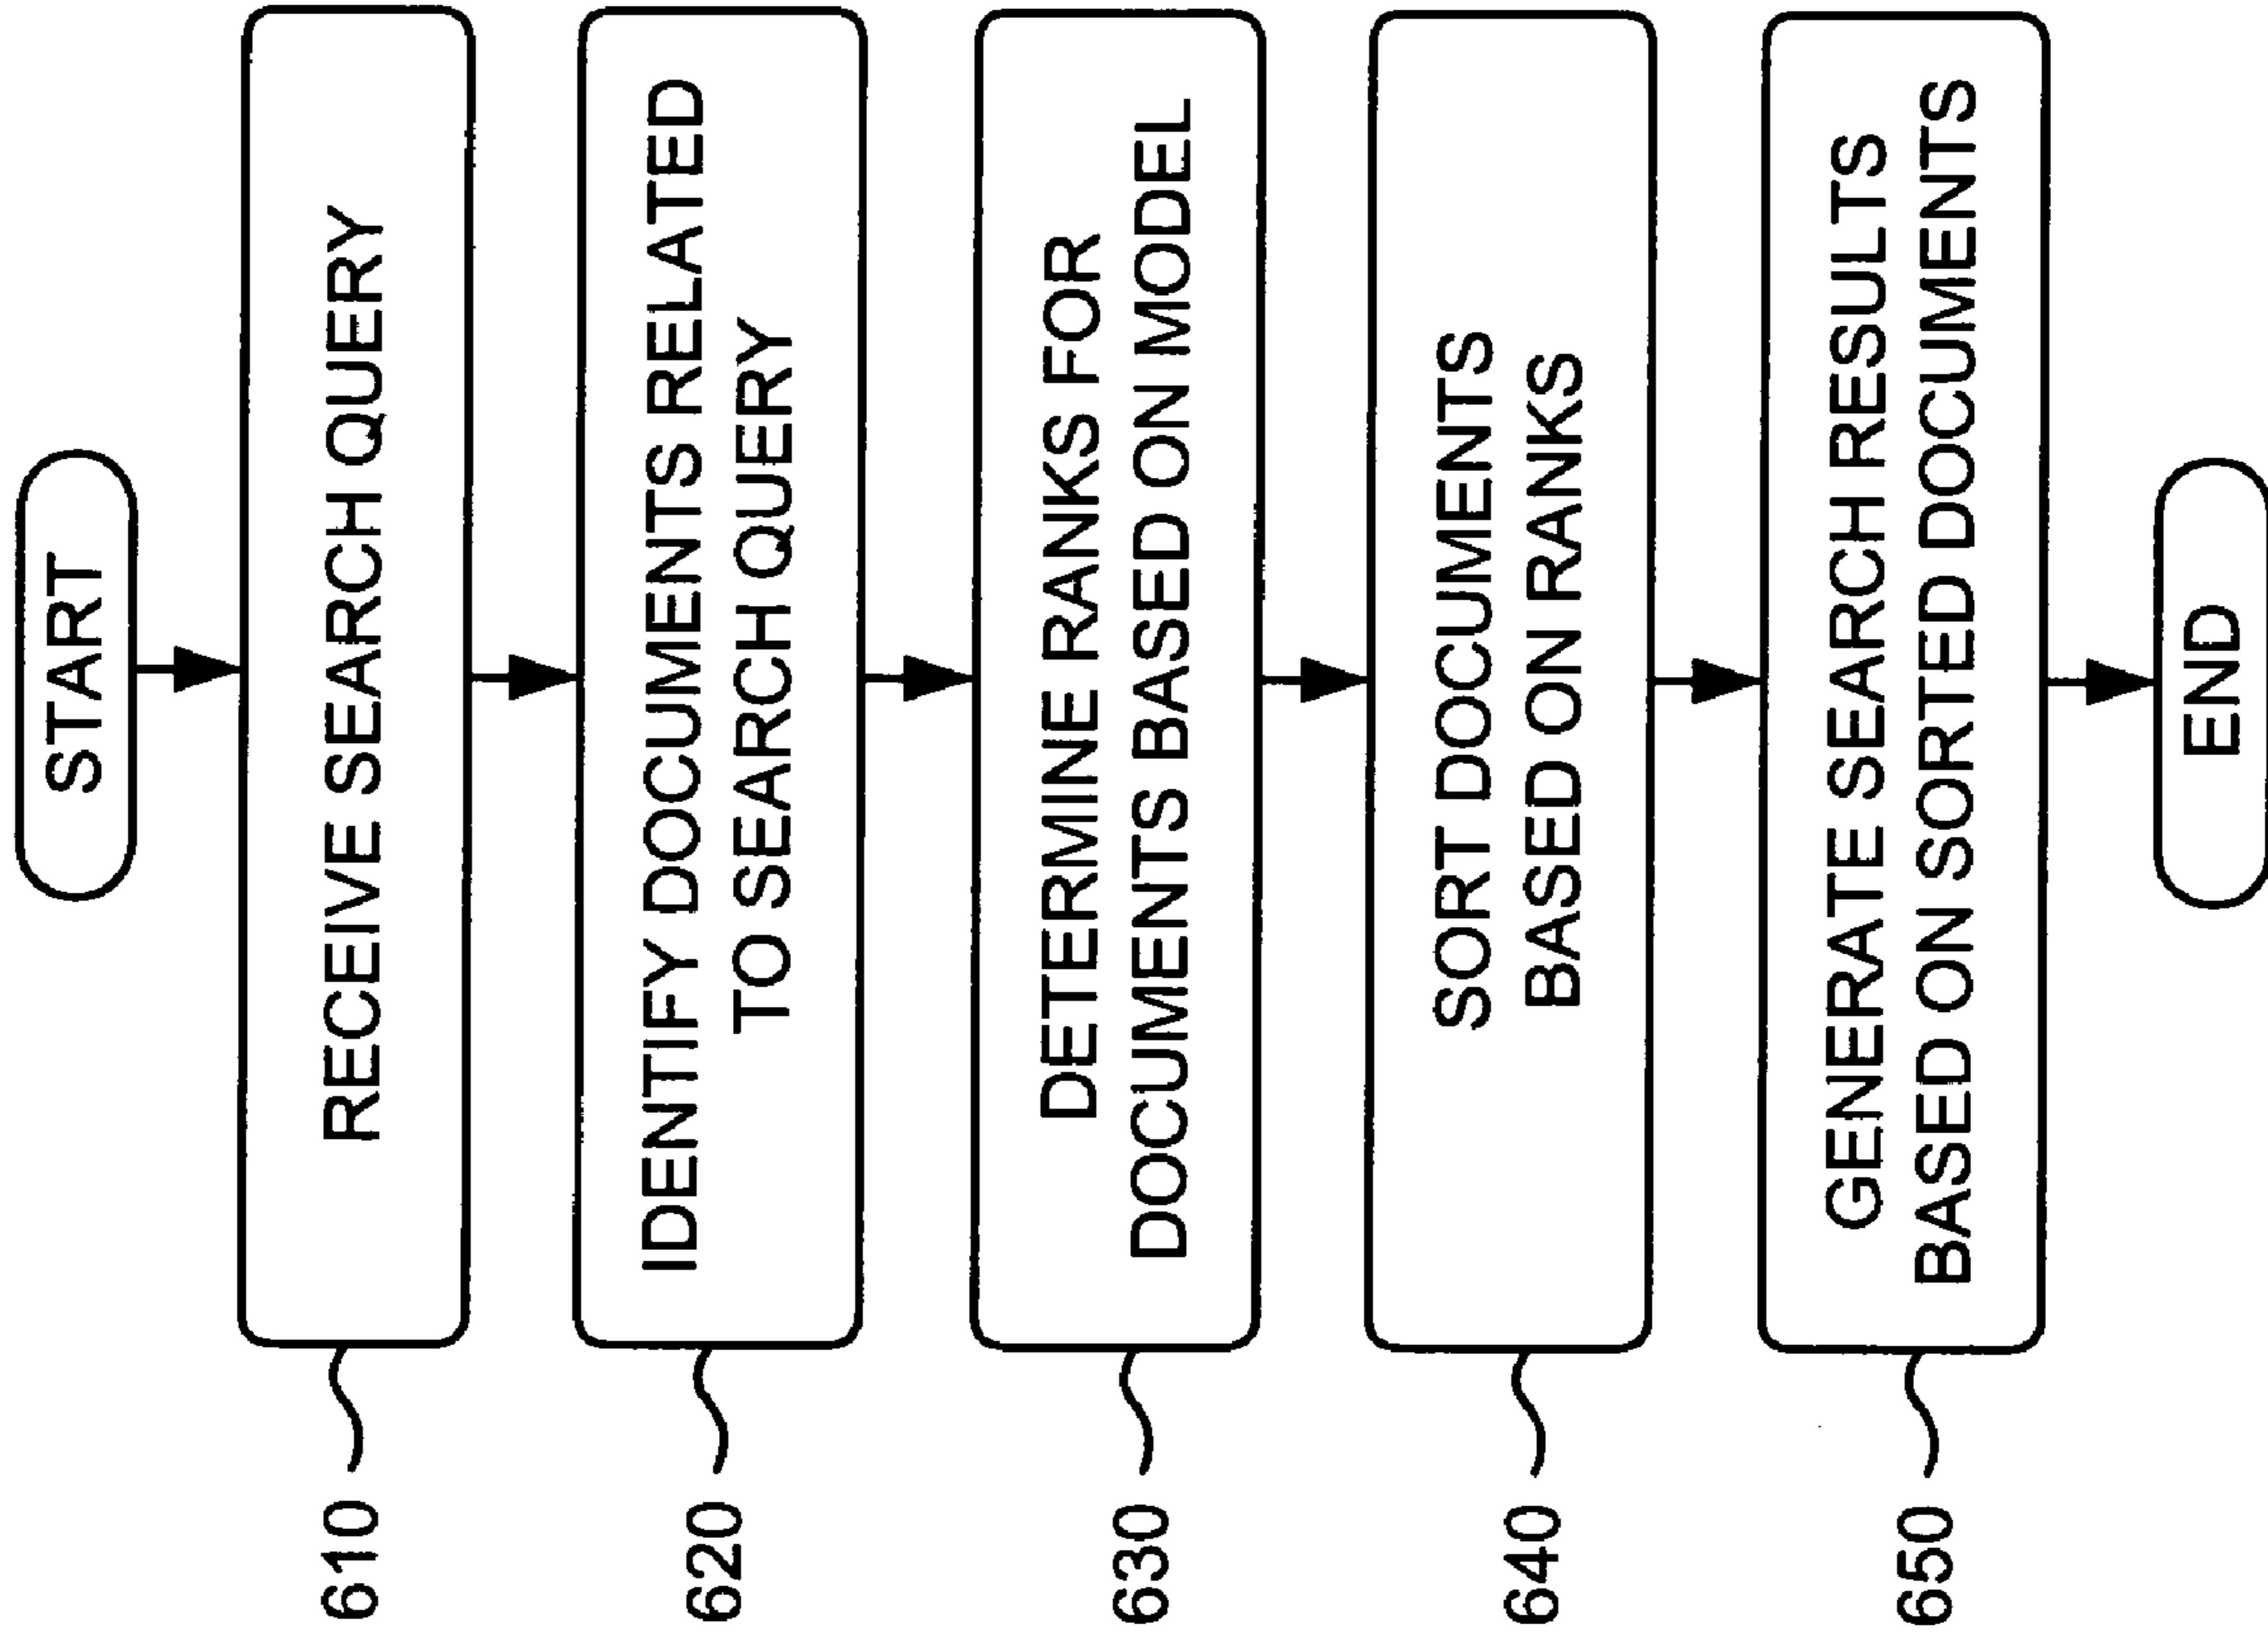 START
610
RECEIVE SEARCH QUERY
620
IDENTIFY DOCUMENTS RELATED
TO SEARCH QUERY
630
DETERMINE RANKS FOR
DOCUMENTS BASED ON MODEL
640
SORT DOCUMENTS
BASED ON RANKS
650
GENERATE SEARCH RESULTS
BASED ON SORTED DOCUMENTS
END